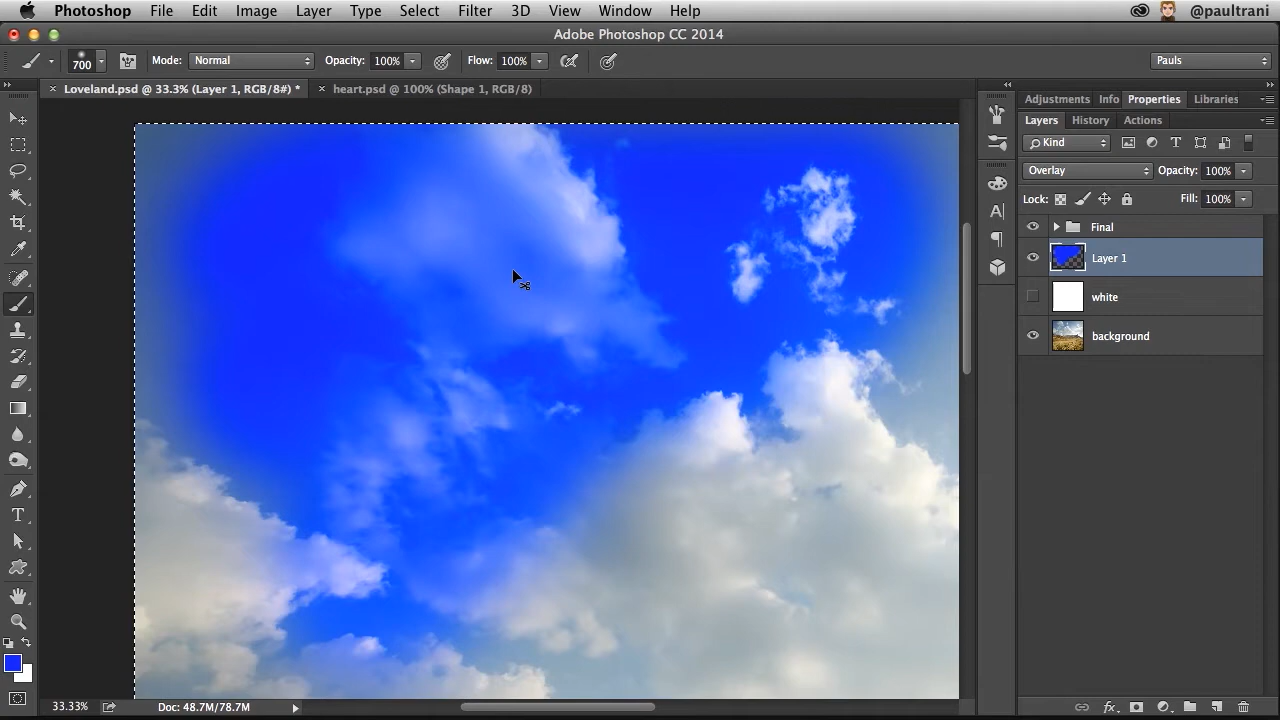 Photoshop File Edit Image Layer Type Select Filter 3D View Window Help @paultrani
Adobe Photoshop CC 2014
700 Mode: Normal Opacity: 100% Flow: 100% Pauls
× Loveland.psd @ 33.3% (Layer 1, RGB/8#) * × heart.psd @ 100% (Shape 1, RGB/8)
Adjustments Info Properties Libraries
Layers History Actions
Kind
Overlay Opacity: 100%
Lock: Fill: 100%
Final
Layer 1
white
background
33.33% Doc: 48.7M/78.7M